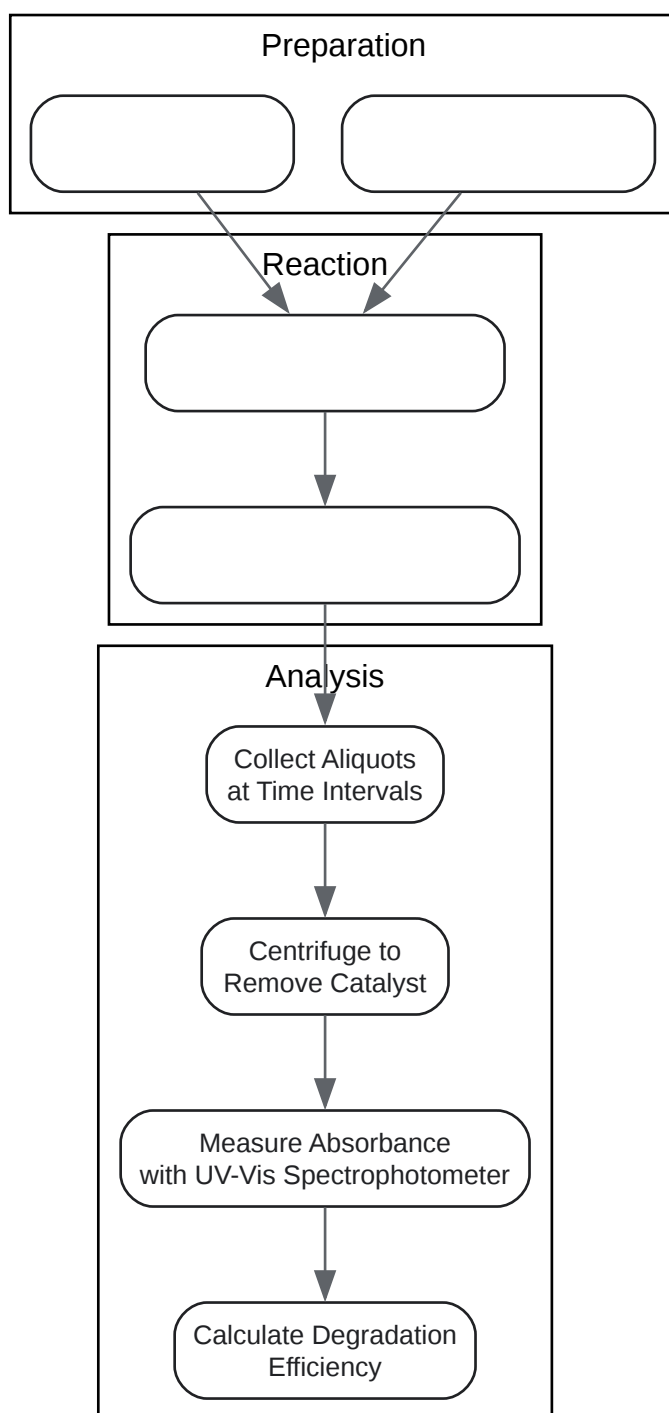 Preparation
Reaction
Analysis
Collect Aliquots
at Time Intervals
Centrifuge to
Remove Catalyst
Measure Absorbance
with UV-Vis Spectrophotometer
Calculate Degradation
Efficiency